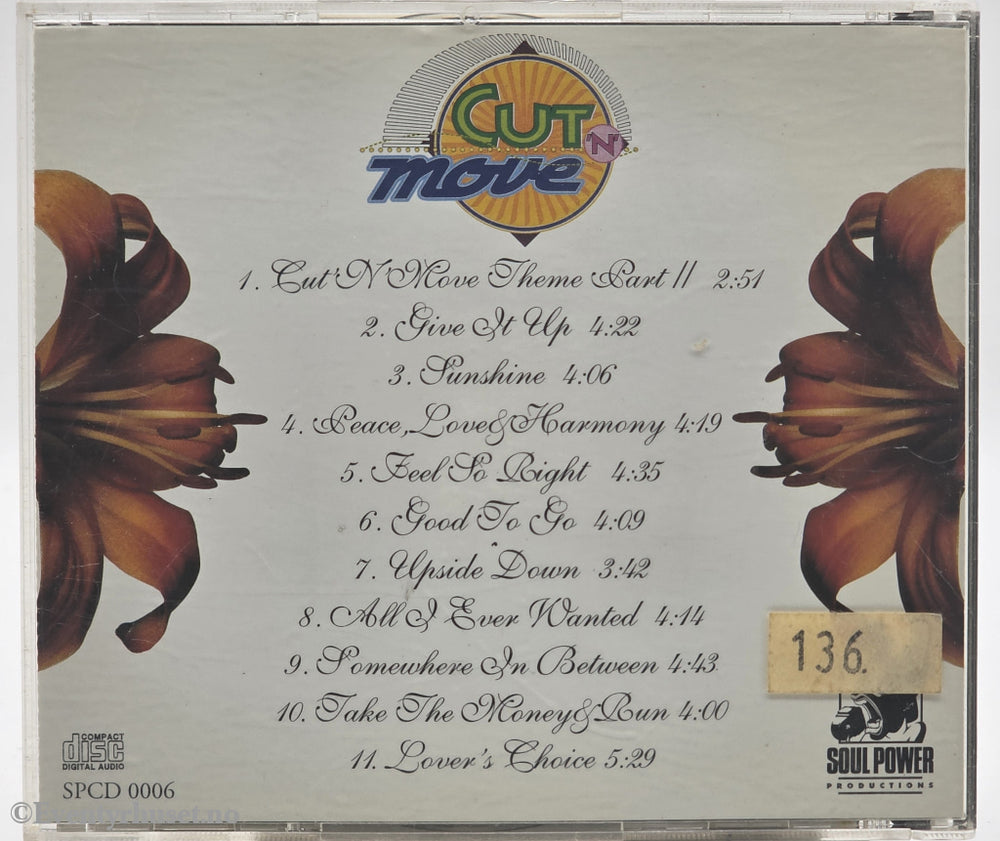 CUT
'N'
move
1. Cut 'N' Move Theme Part II 2:51
2. Give It Up 4:22
3. Sunshine 4:06
4. Peace, Love & Harmony 4:19
5. Feel So Right 4:35
6. Good To Go 4:09
7. Upside Down 3:42
8. All I Ever Wanted 4:14
9. Somewhere In Between 4:43
10. Take The Money & Run 4:00
11. Lover's Choice 5:29
136.
COMPACT
disc
DIGITAL AUDIO
SPCD 0006
SOUL POWER
PRODUCTIONS